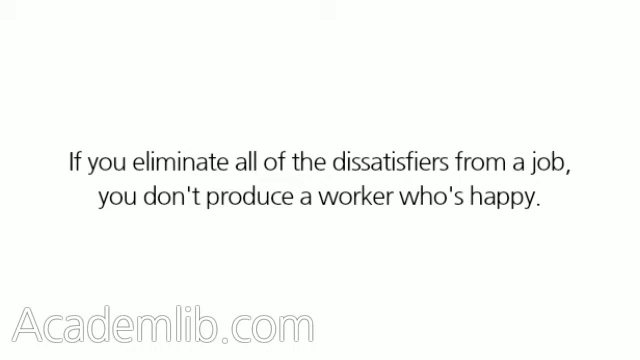 If you eliminate all of the dissatisfiers from a job,
you don't produce a worker who's happy.
Academlib.com